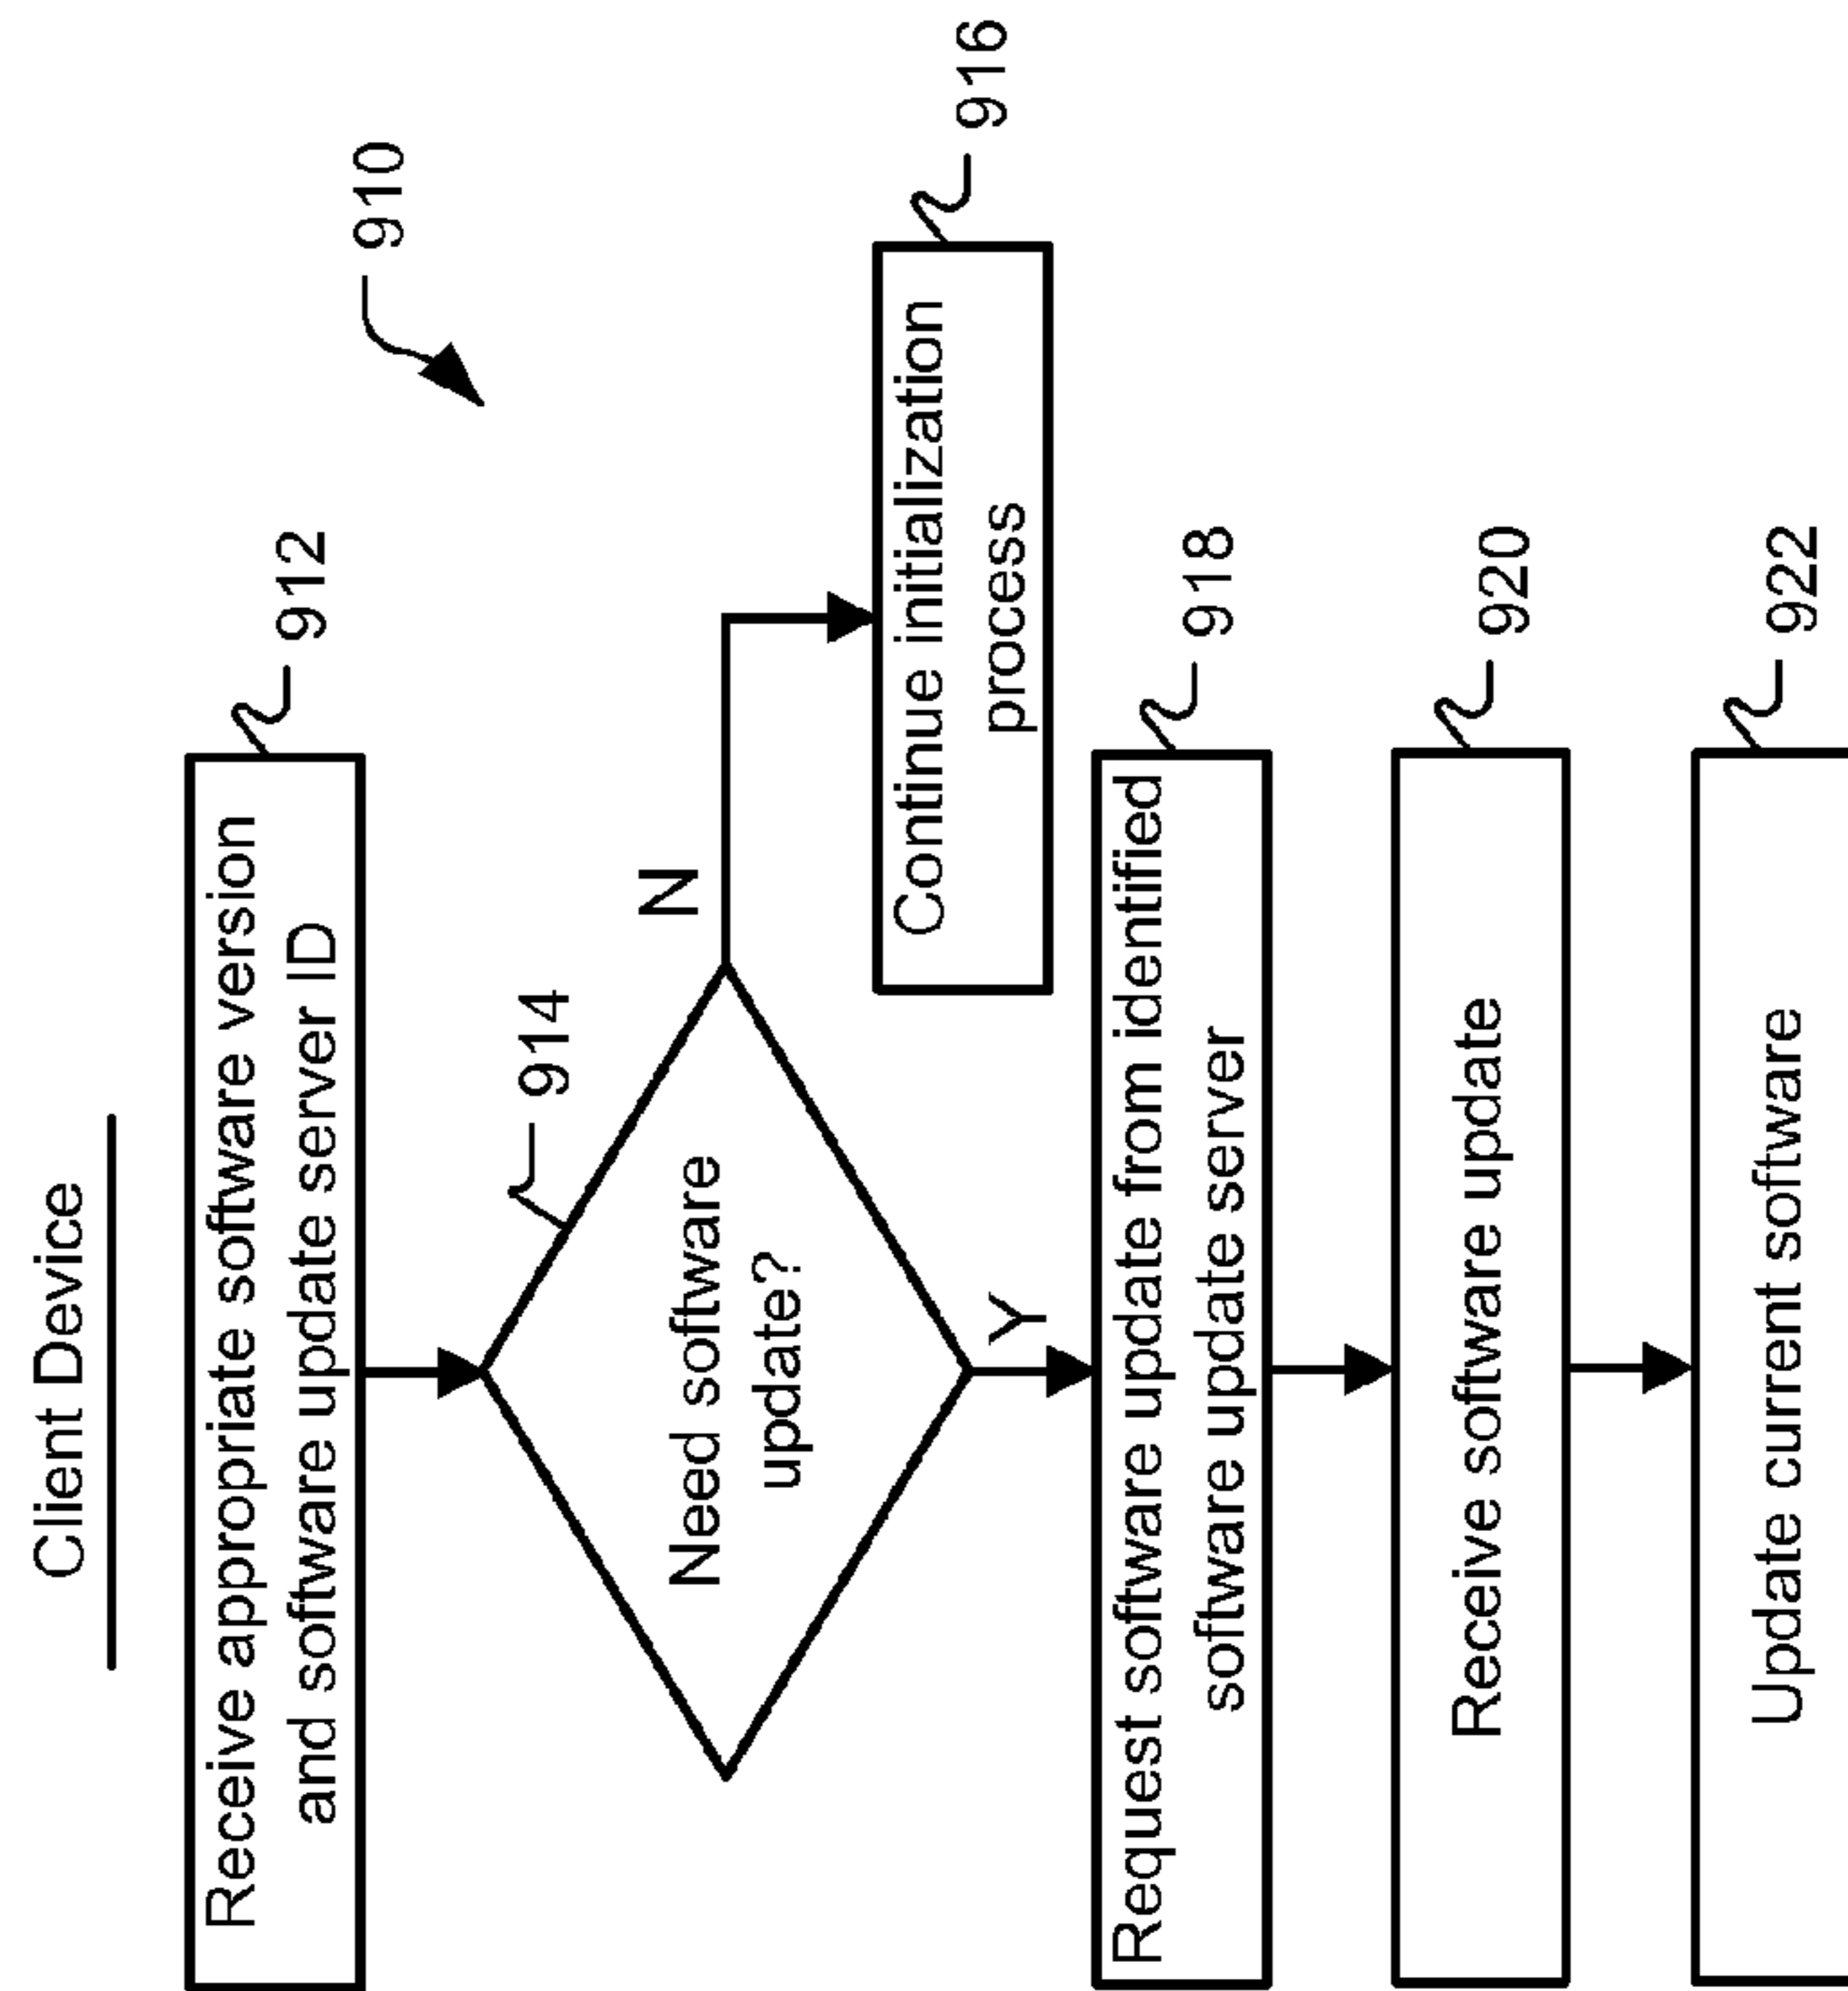 Client Device
910
Receive appropriate software version
and software update server ID
912
Need software
update?
914
N
Continue initialization
process
916
Y
Request software update from identified
software update server
918
Receive software update
920
Update current software
922